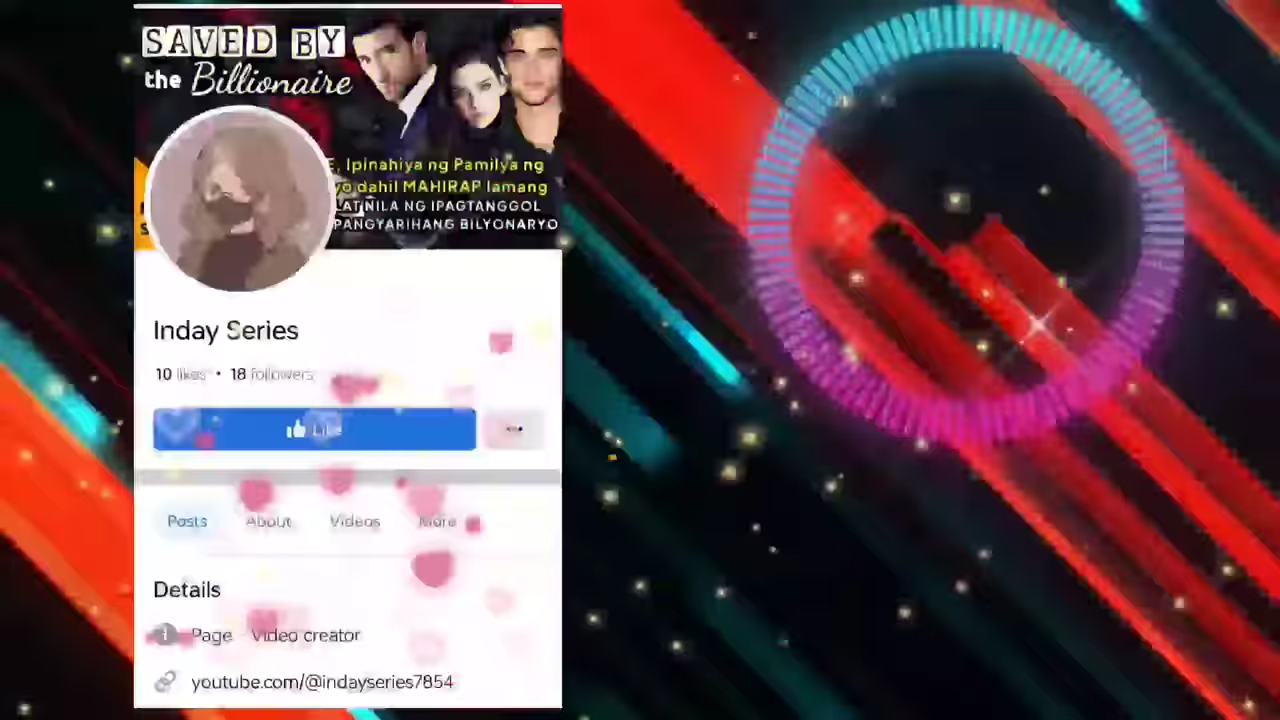 SAVED BY
the Billionaire
E, Ipinahiya ng Pamilya ng
yo dahil MAHIRAP lamang
NILA NG IPAGTANGGOL
PANGYARIHANG BILYONARYO
Inday Series
10 likes • 18 followers
Like
Posts About Videos More
Details
Page Video creator
youtube.com/@indayseries7854